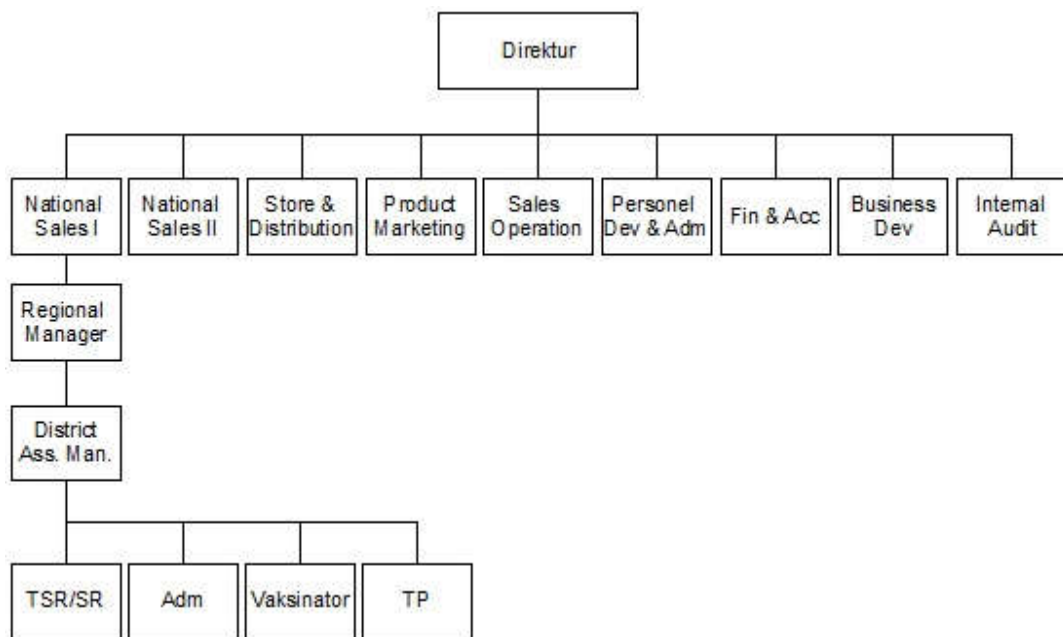 Direktur
National
Sales I
National
Sales II
Store &
Distribution
Product
Marketing
Sales
Operation
Personel
Dev & Adm
Fin & Acc
Business
Dev
Internal
Audit
Regional
Manager
District
Ass. Man.
TSR/SR
Adm
Vaksinator
TP